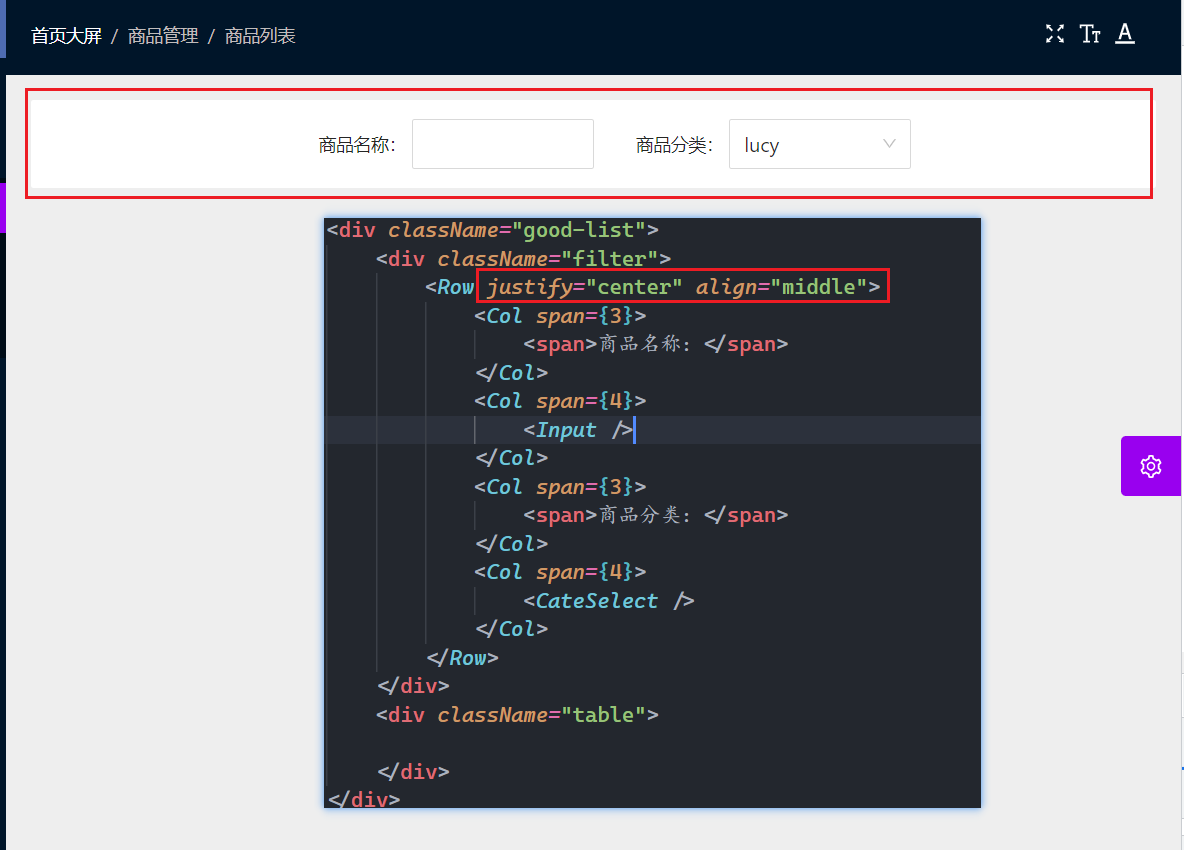 首页大屏 / 商品管理 / 商品列表
商品名称: 商品分类: lucy
<div className="good-list">
<div className="filter">
<Row justify="center" align="middle">
<Col span={3}>
<span>商品名称: </span>
</Col>
<Col span={4}>
<Input />
</Col>
<Col span={3}>
<span>商品分类: </span>
</Col>
<Col span={4}>
<CateSelect />
</Col>
</Row>
</div>
<div className="table">
</div>
</div>